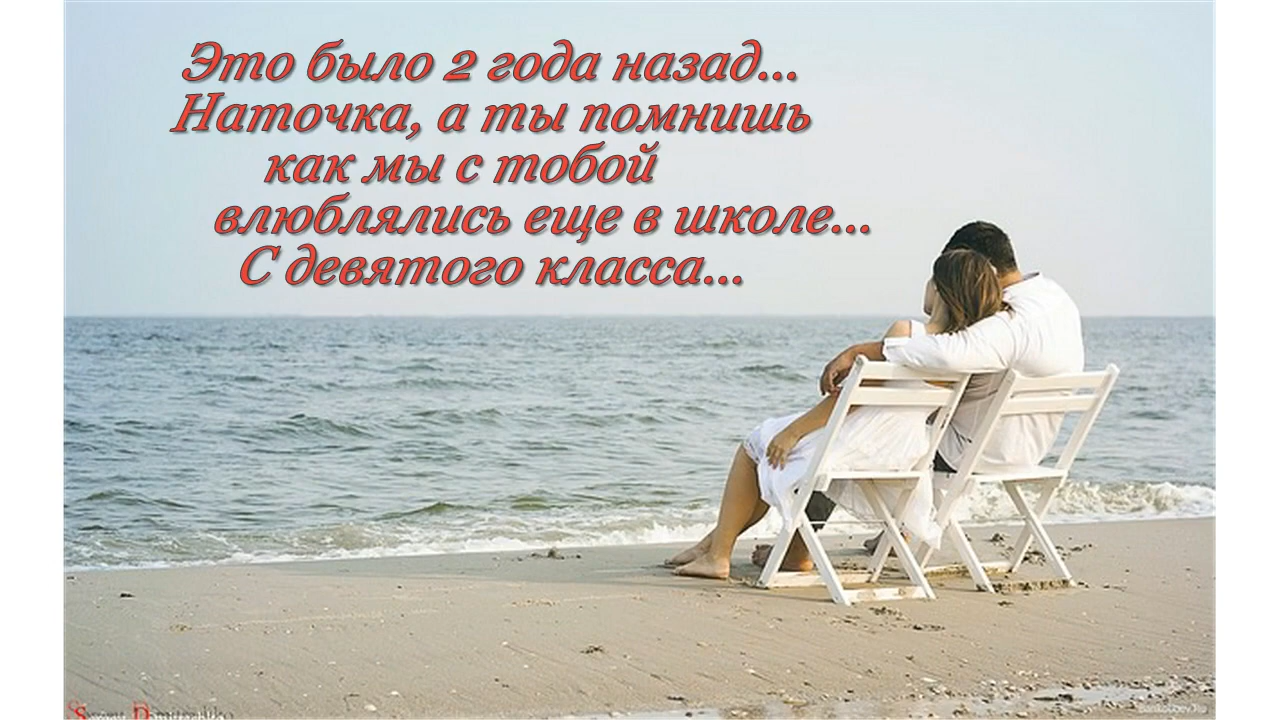 Это было 2 года назад...
Наточка, а ты помнишь
как мы с тобой
влюблялись еще в школе...
С девятого класса...